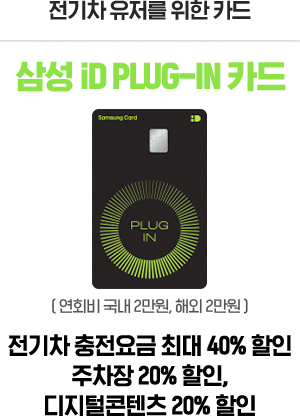 전기차 유저를 위한 카드
삼성 iD PLUG-IN 카드
Samsung Card
iD
PLUG
IN
( 연회비 국내 2만원, 해외 2만원 )
전기차 충전요금 최대 40% 할인
주차장 20% 할인,
디지털콘텐츠 20% 할인